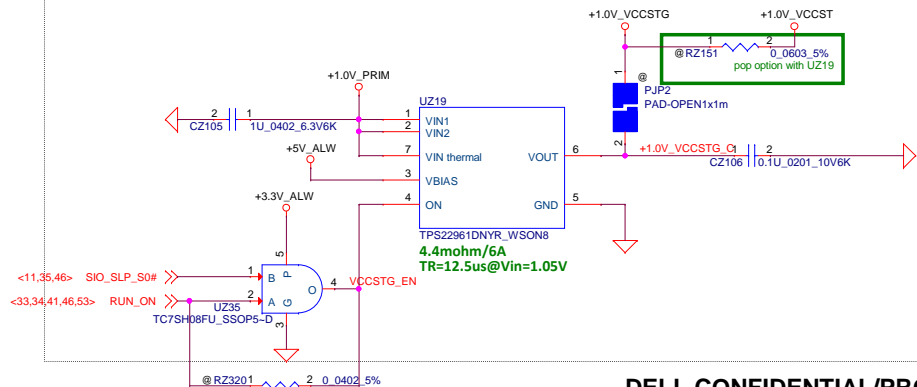 +1.0V_VCCSTG +1.0V_VCCST
@ RZ151 1 2 0_0603_5%
pop option with UZ19
+1.0V_PRIM
1
@
PJP2
PAD-OPEN1x1m
2
UZ19
2 1
CZ105 1U_0402_6.3V6K
1 VIN1
2 VIN2
7 VIN thermal VOUT 6
+1.0V_VCCSTG_C
1 2
CZ106 0.1U_0201_10V6K
+5V_ALW
3 VBIAS
+3.3V_ALW
4 ON GND 5
TPS22961DNYR_WSON8
4.4mohm/6A
TR=12.5us@Vin=1.05V
5
<11,35,46> SIO_SLP_S0# 1 B P
O 4 VCCSTG_EN
<33,34,41,46,53> RUN_ON 2 A G
UZ35
TC7SH08FU_SSOP5~D
3
@ RZ320 1 2 0_0402_5%